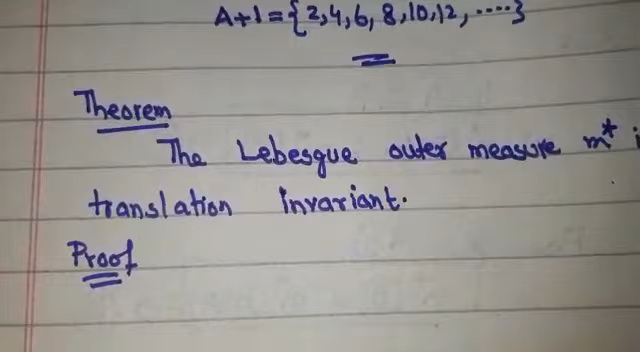 A+1={2,4,6,8,10,12,....}
Theorem
The Lebesgue outer measure m*
translation invariant.
Proof